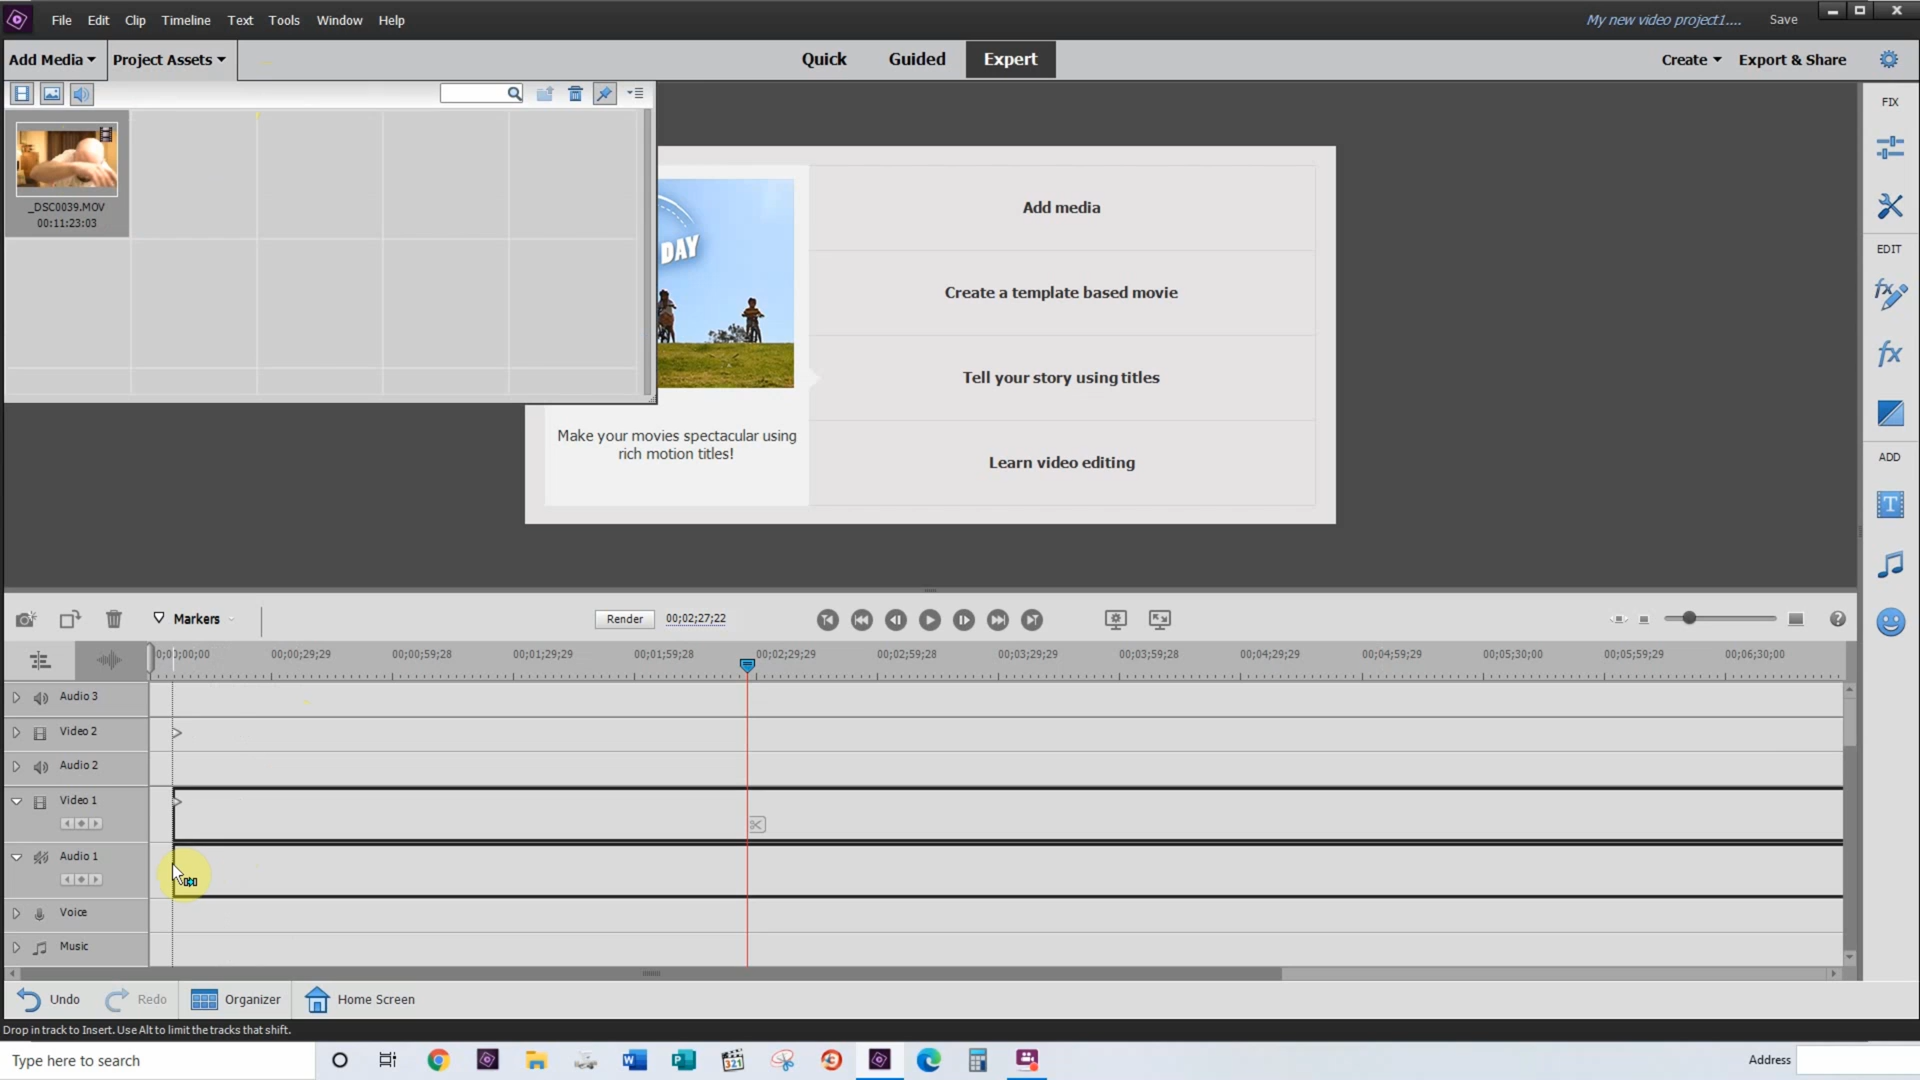 File Edit Clip Timeline Text Tools Window Help
My new video project1.... Save
Add Media Project Assets
Quick Guided Expert
Create Export & Share
FIX
_DSC0039.MOV
00:11:23:03
DAY
Add media
Create a template based movie
Tell your story using titles
Learn video editing
Make your movies spectacular using
rich motion titles!
EDIT
fx
fx
ADD
T
Markers
Render 00;02;27;22
00;00;29;29 00;00;59;28 00;01;29;29 00;01;59;28 00;02;29;29 00;02;59;28 00;03;29;29 00;03;59;28 00;04;29;29 00;04;59;29 00;05;30;00 00;05;59;29 00;06;30;00
Audio 3
Video 2
Audio 2
Video 1
Audio 1
Voice
Music
Undo Redo Organizer Home Screen
Drop in track to Insert. Use Alt to limit the tracks that shift.
Type here to search
Address